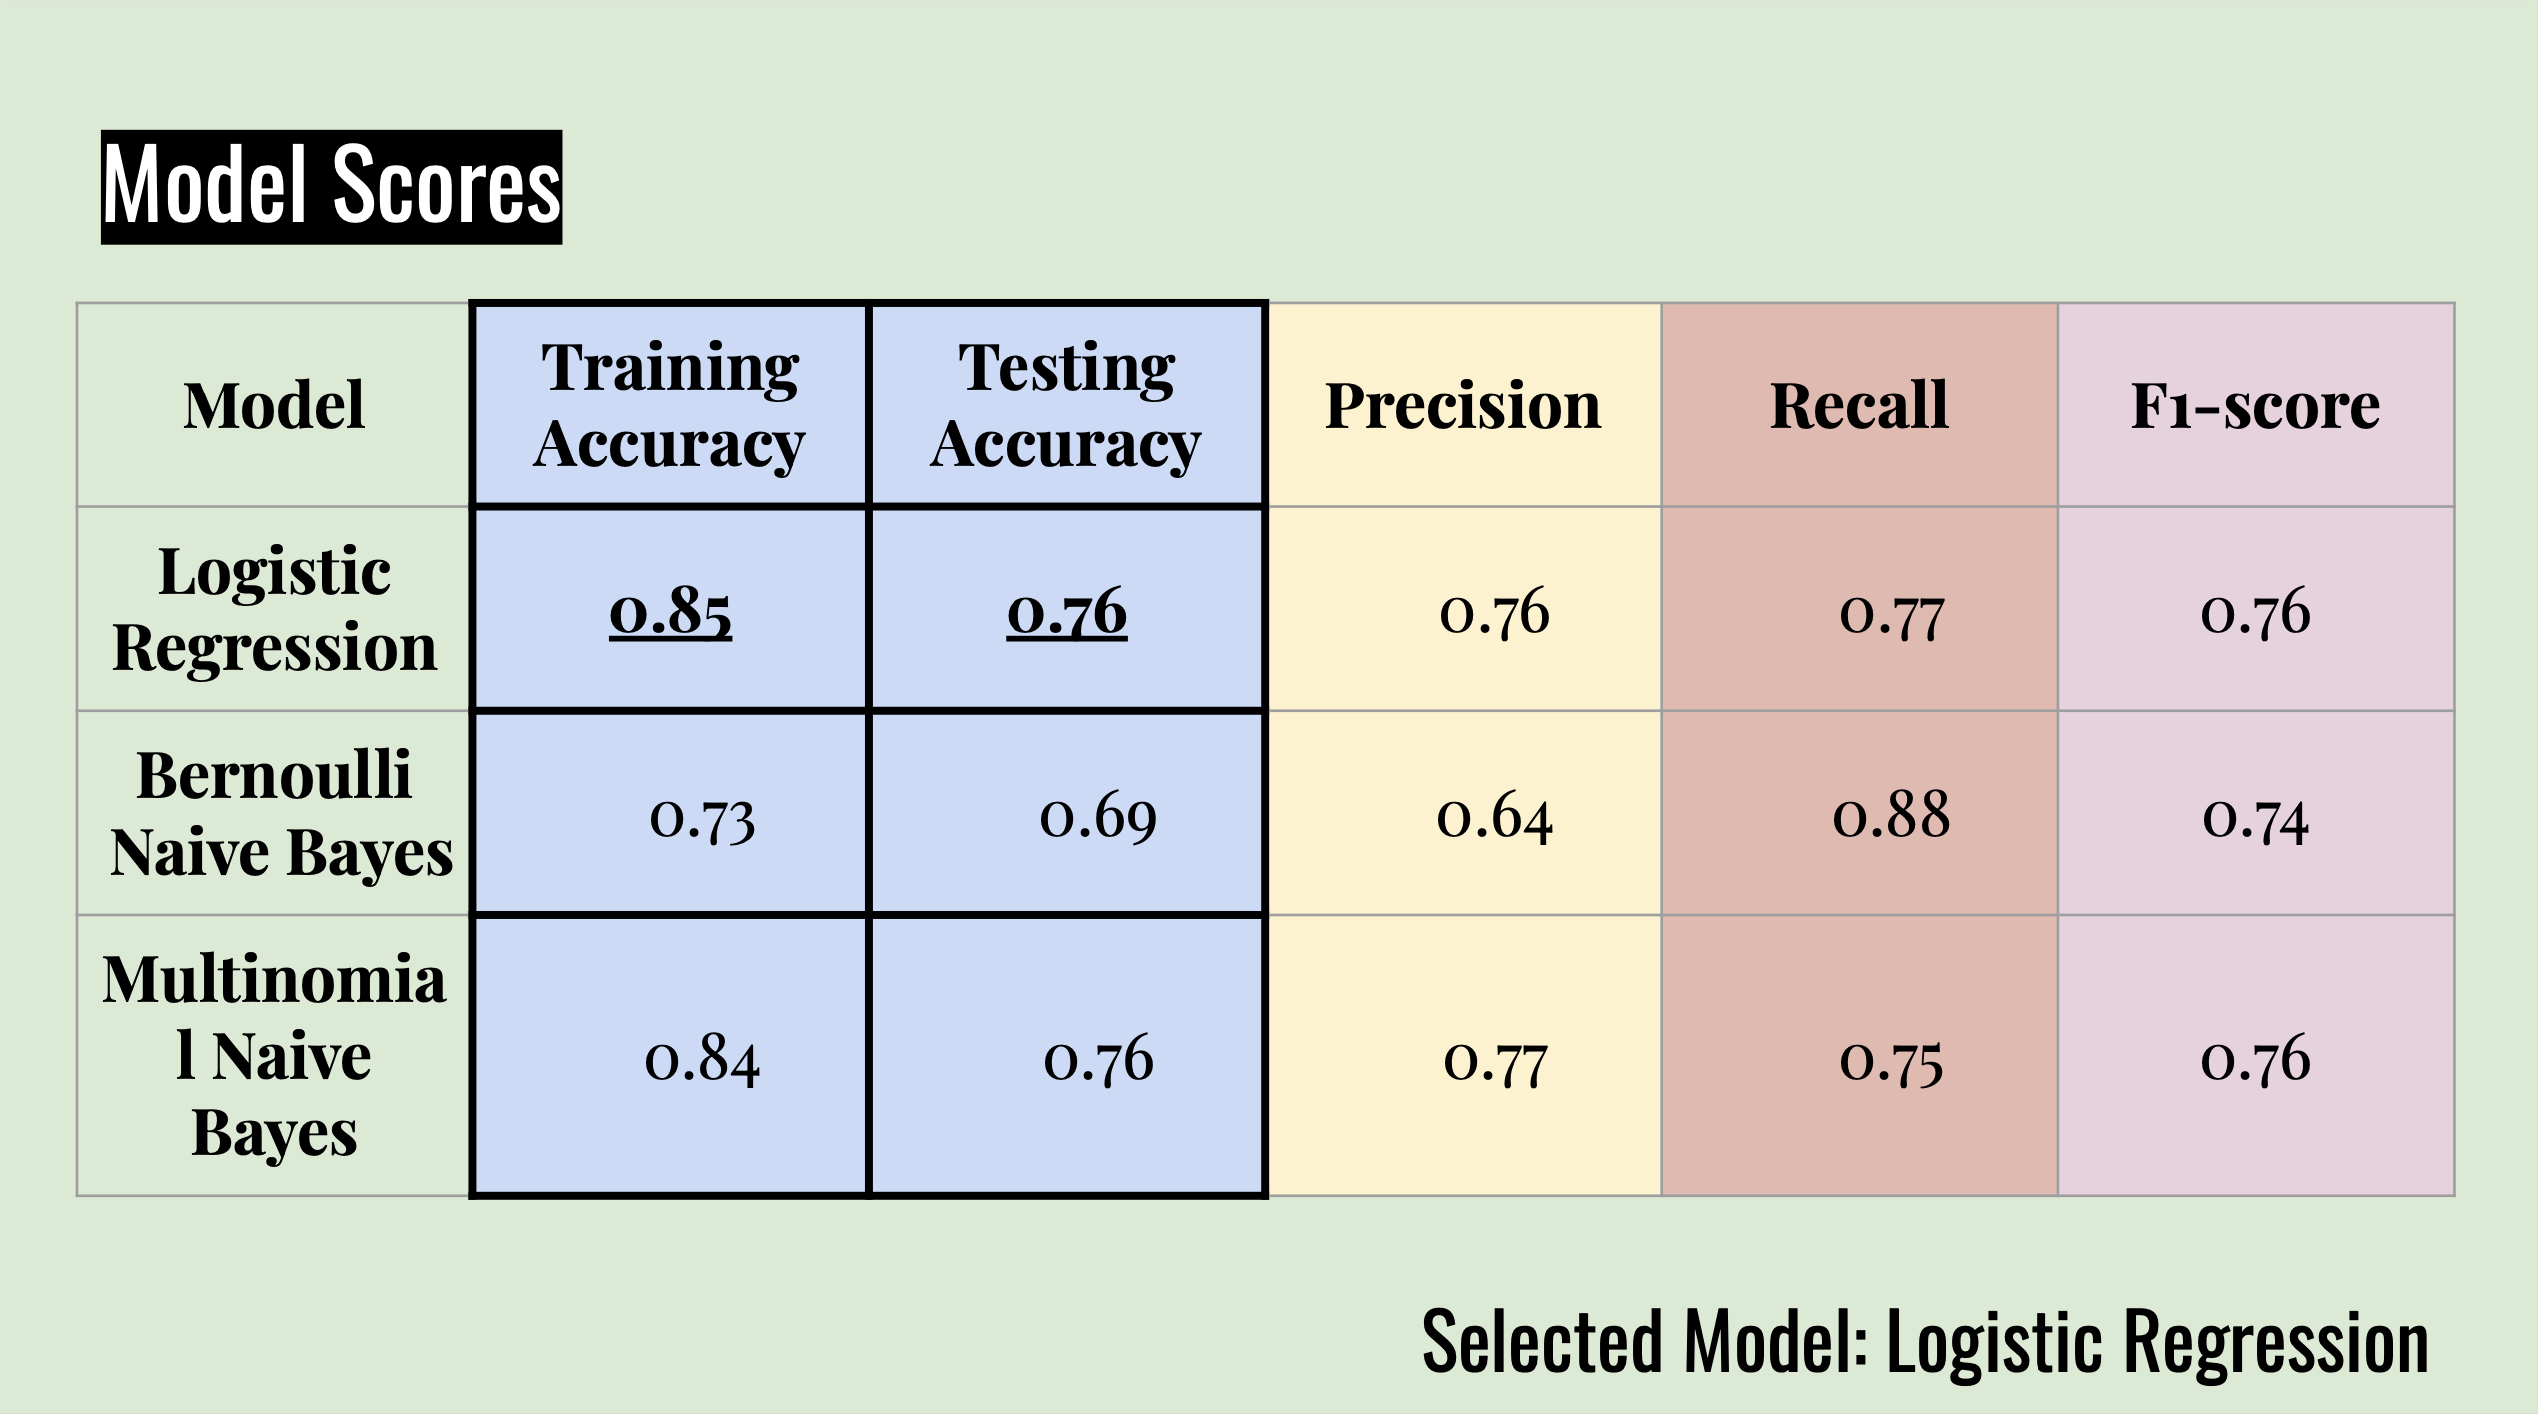 Model Scores
Model
Training
Accuracy
Testing
Accuracy
Precision
Recall
F1-score
Logistic
Regression
0.85
0.76
0.76
0.77
0.76
Bernoulli
Naive Bayes
0.73
0.69
0.64
0.88
0.74
Multinomia
l Naive
Bayes
0.84
0.76
0.77
0.75
0.76
Selected Model: Logistic Regression